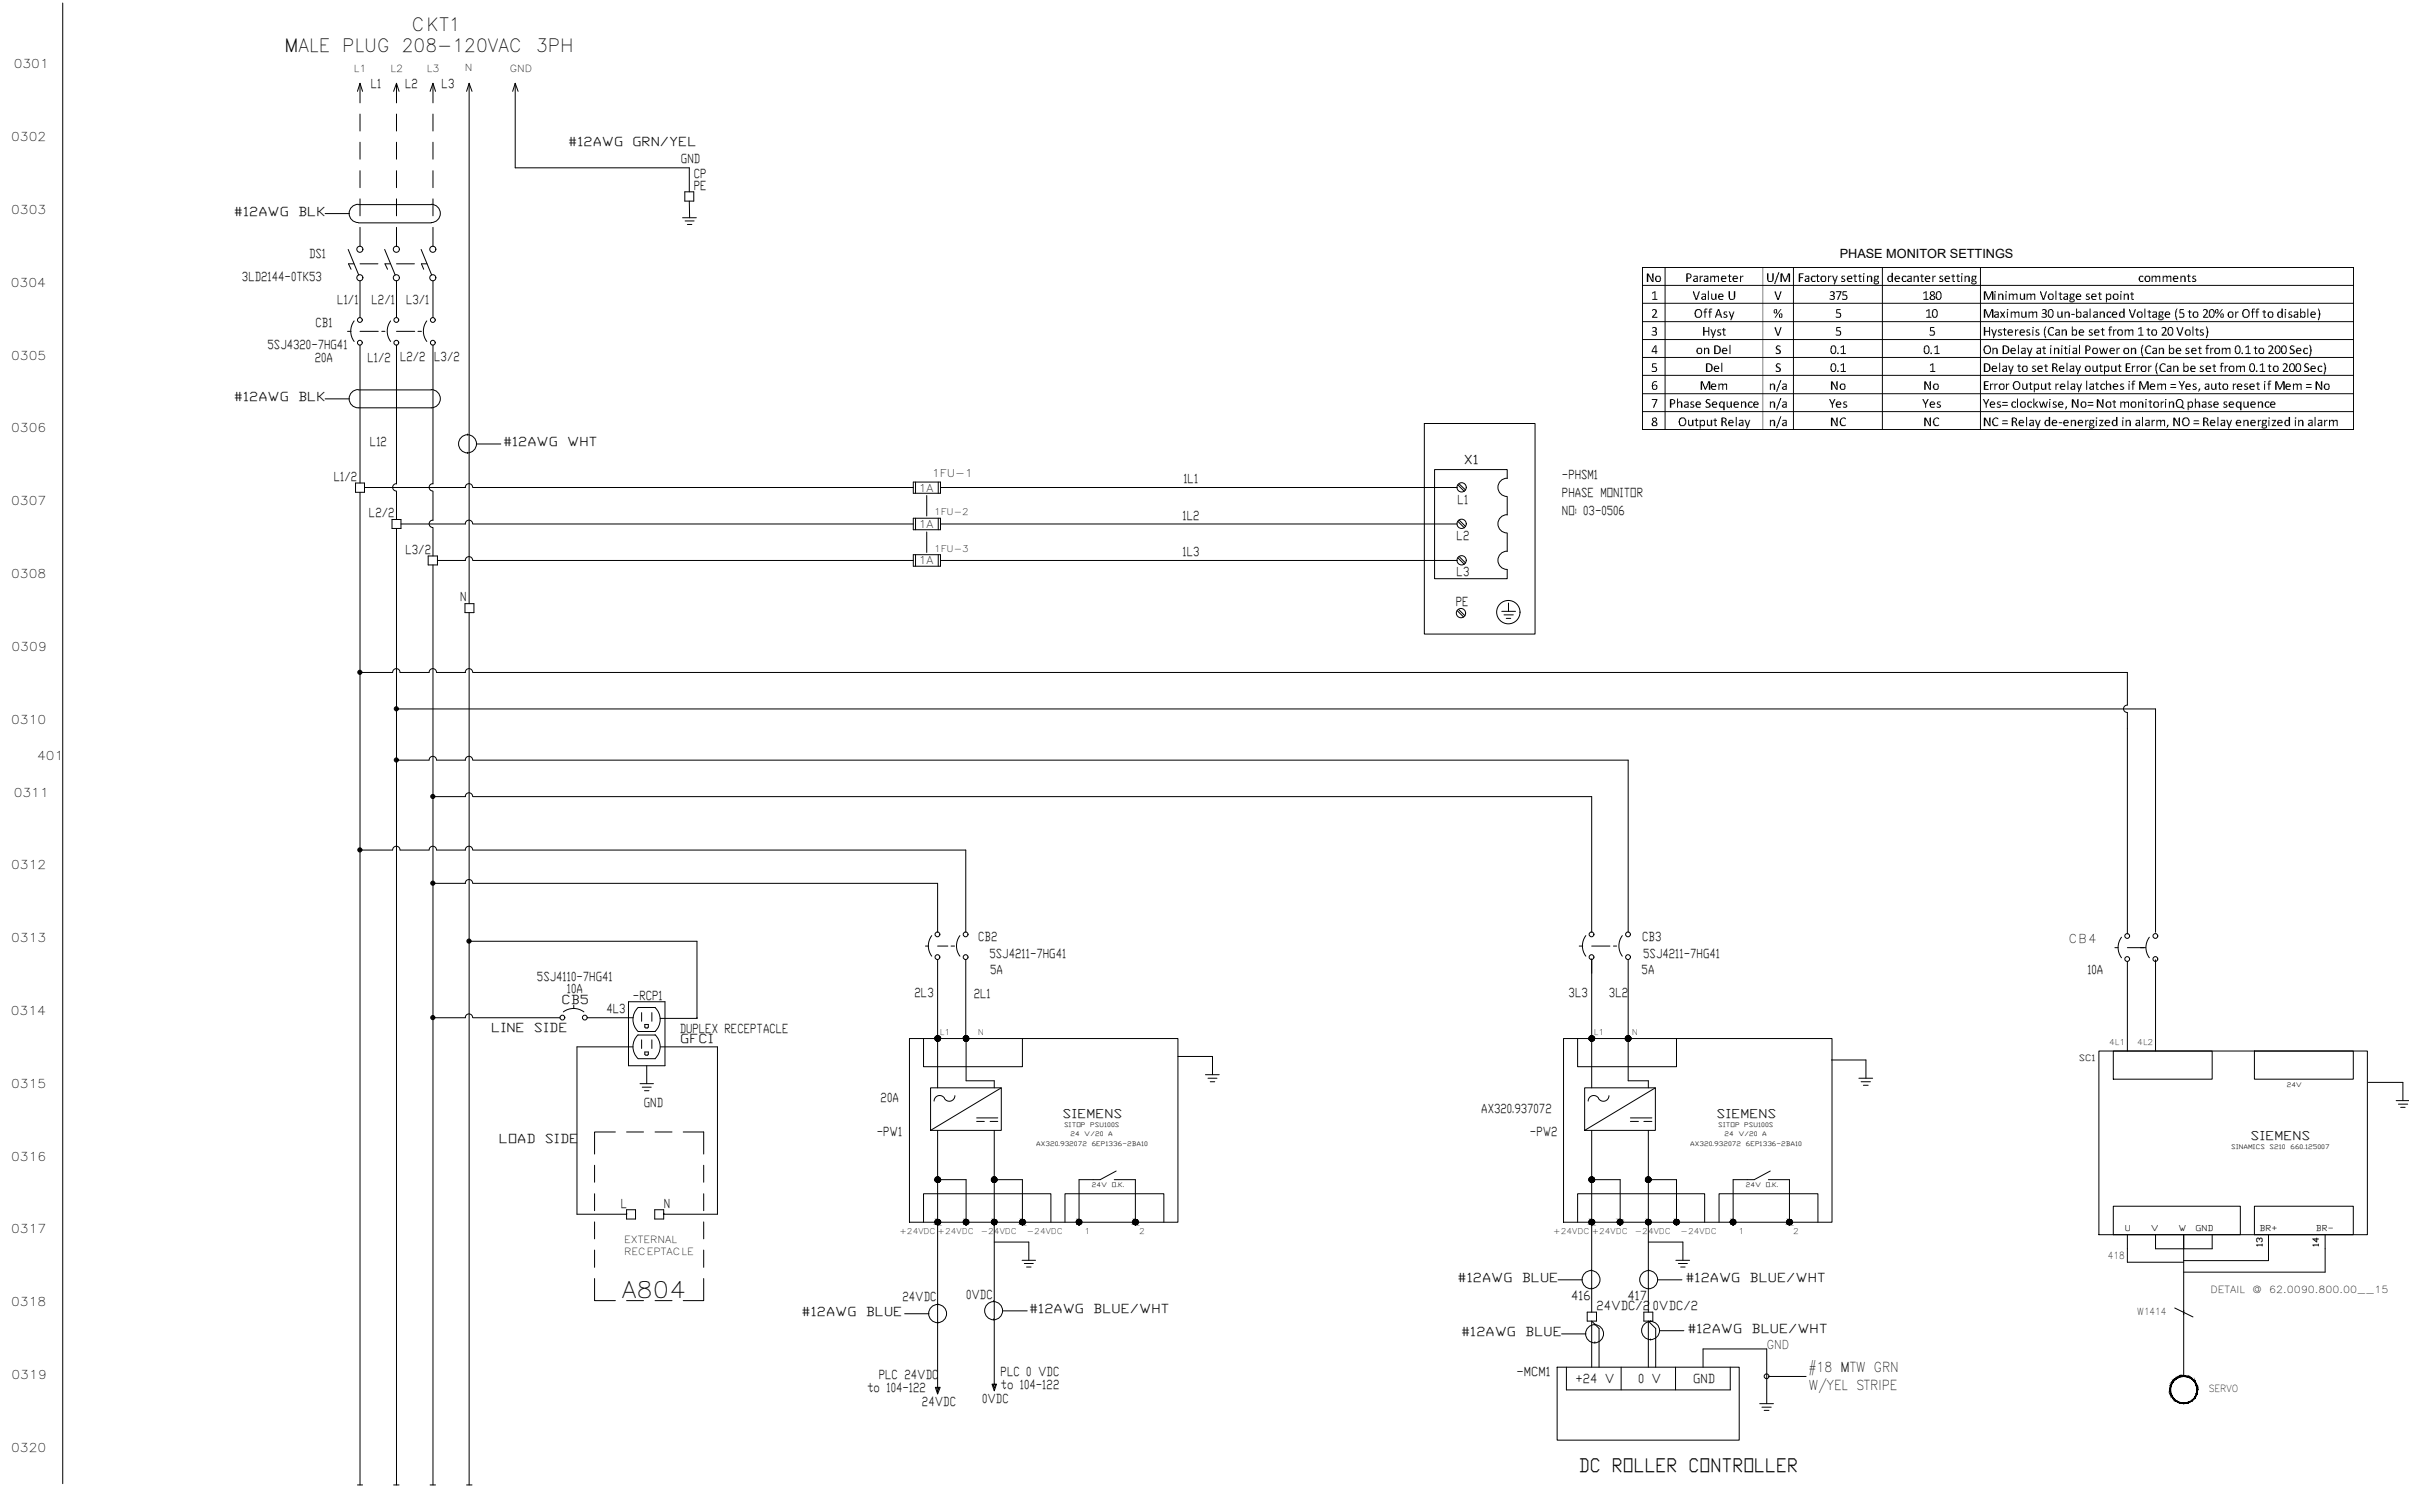 CKT1
MALE PLUG 208-120VAC 3PH
0301
L1 L2 L3 N GND
L1 L2 L3
0302
#12AWG GRN/YEL
GND
CP
PE
0303
#12AWG BLK
DS1
3LD2144-0TK53
0304
L1/1 L2/1 L3/1
CB1
5SJ4320-7HG41
20A
L1/2 L2/2 L3/2
0305
#12AWG BLK
PHASE MONITOR SETTINGS
No Parameter U/M Factory setting decanter setting comments
1 Value U V 375 180 Minimum Voltage set point
2 Off Asy % 5 10 Maximum 30 un-balanced Voltage (5 to 20% or Off to disable)
3 Hyst V 5 5 Hysteresis (Can be set from 1 to 20 Volts)
4 on Del S 0.1 0.1 On Delay at initial Power on (Can be set from 0.1 to 200 Sec)
5 Del S 0.1 1 Delay to set Relay output Error (Can be set from 0.1 to 200 Sec)
6 Mem n/a No No Error Output relay latches if Mem = Yes, auto reset if Mem = No
7 Phase Sequence n/a Yes Yes Yes= clockwise, No= Not monitorinQ phase sequence
8 Output Relay n/a NC NC NC = Relay de-energized in alarm, NO = Relay energized in alarm
0306
L12
#12AWG WHT
X1
L1/2
1FU-1
1A
1L1
L1
-PHSM1
PHASE MONITOR
NO: 03-0506
0307
L2/2
1FU-2
1A
1L2
L2
L3/2
1FU-3
1A
1L3
L3
0308
N
PE
0309
0310
401
0311
0312
0313
CB2
5SJ4211-7HG41
5A
CB3
5SJ4211-7HG41
5A
CB4
10A
5SJ4110-7HG41
10A
CB5
4L3
-RCP1
2L3 2L1
3L3 3L2
0314
LINE SIDE
DUPLEX RECEPTACLE
GFCI
L1 N
L1 N
4L1 4L2
SC1
24V
0315
GND
20A
-PW1
SIEMENS
SITOP PSU100S
24 V/20 A
AX320.932072 6EP1336-2BA10
AX320.937072
-PW2
SIEMENS
SITOP PSU100S
24 V/20 A
AX320.932072 6EP1336-2BA10
SIEMENS
SINAMICS S210 660.125007
LOAD SIDE
0316
24V O.K.
24V O.K.
L N
0317
+24VDC +24VDC -24VDC -24VDC 1 2
+24VDC +24VDC -24VDC -24VDC 1 2
U V W GND BR+ BR-
13 14
418
EXTERNAL
RECEPTACLE
A804
0318
24VDC 0VDC
#12AWG BLUE
#12AWG BLUE/WHT
#12AWG BLUE
#12AWG BLUE/WHT
416 417
24VDC/2 0VDC/2
#12AWG BLUE
#12AWG BLUE/WHT
DETAIL @ 62.0090.800.00__15
W1414
0319
PLC 24VDC
to 104-122
24VDC
PLC 0 VDC
to 104-122
0VDC
-MCM1
+24 V 0 V GND
GND
#18 MTW GRN
W/YEL STRIPE
SERVO
0320
DC ROLLER CONTROLLER